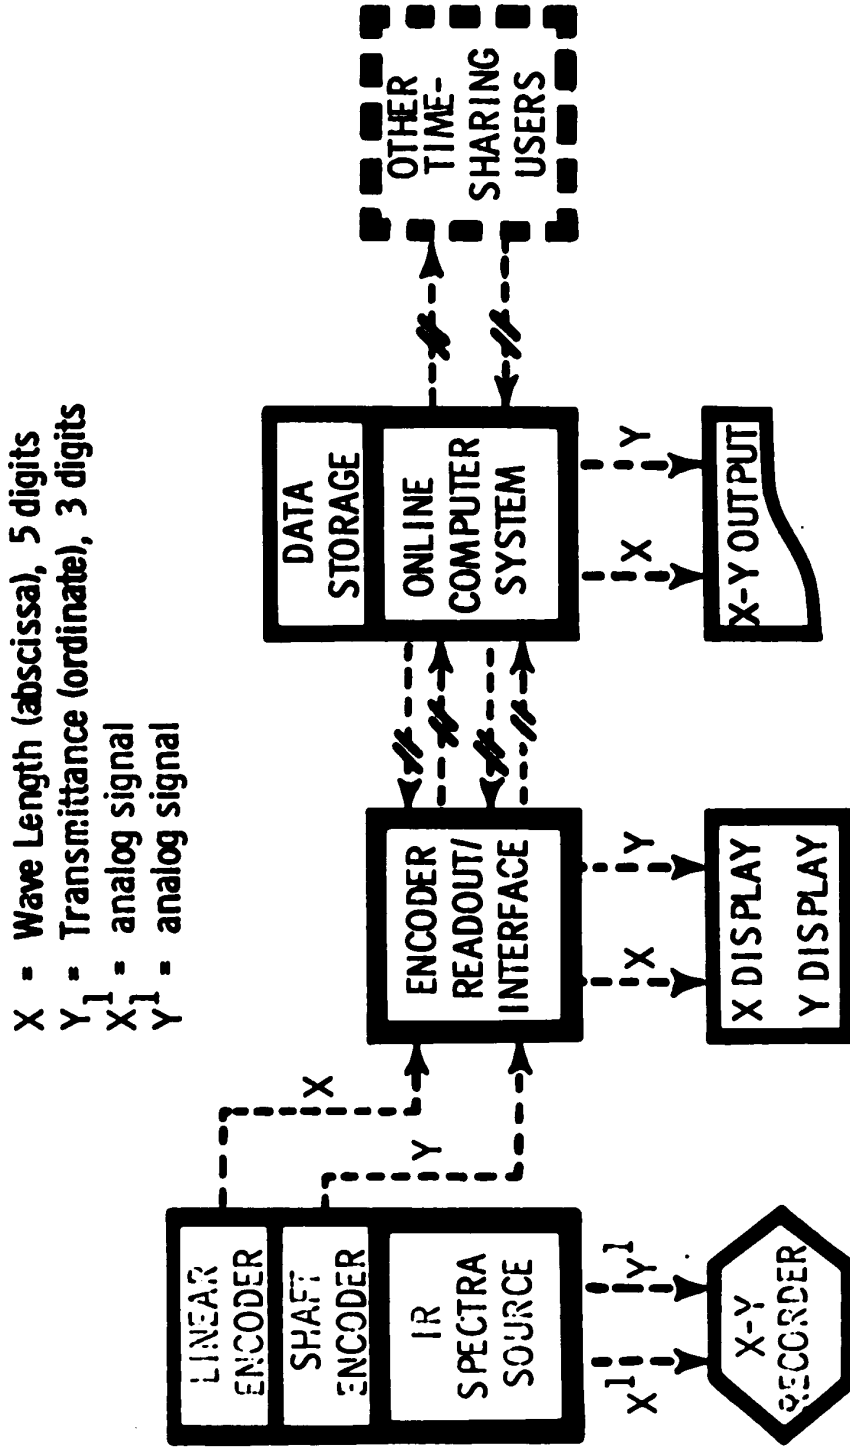 X = Wave Length (abscissa), 5 digits
Y = Transmittance (ordinate), 3 digits
X¹ = analog signal
Y¹ = analog signal
LINEAR
ENCODER
SHAFT
ENCODER
IR
SPECTRA
SOURCE
X
Y
X¹
Y¹
X-Y
RECORDER
ENCODER
READOUT/
INTERFACE
X
Y
X DISPLAY
Y DISPLAY
DATA
STORAGE
ONLINE
COMPUTER
SYSTEM
X
Y
X-Y OUTPUT
OTHER
TIME-
SHARING
USERS